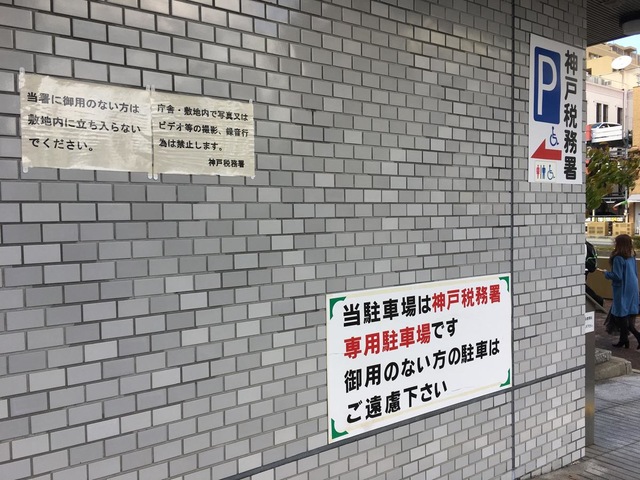 当署に御用のない方は
敷地内に立ち入らない
でください。
庁舎・敷地内で写真又は
ビデオ等の撮影、録音行
為は禁止します。
神戸税務署
P
神戸税務署
当駐車場は神戸税務署
専用駐車場です
御用のない方の駐車は
ご遠慮下さい